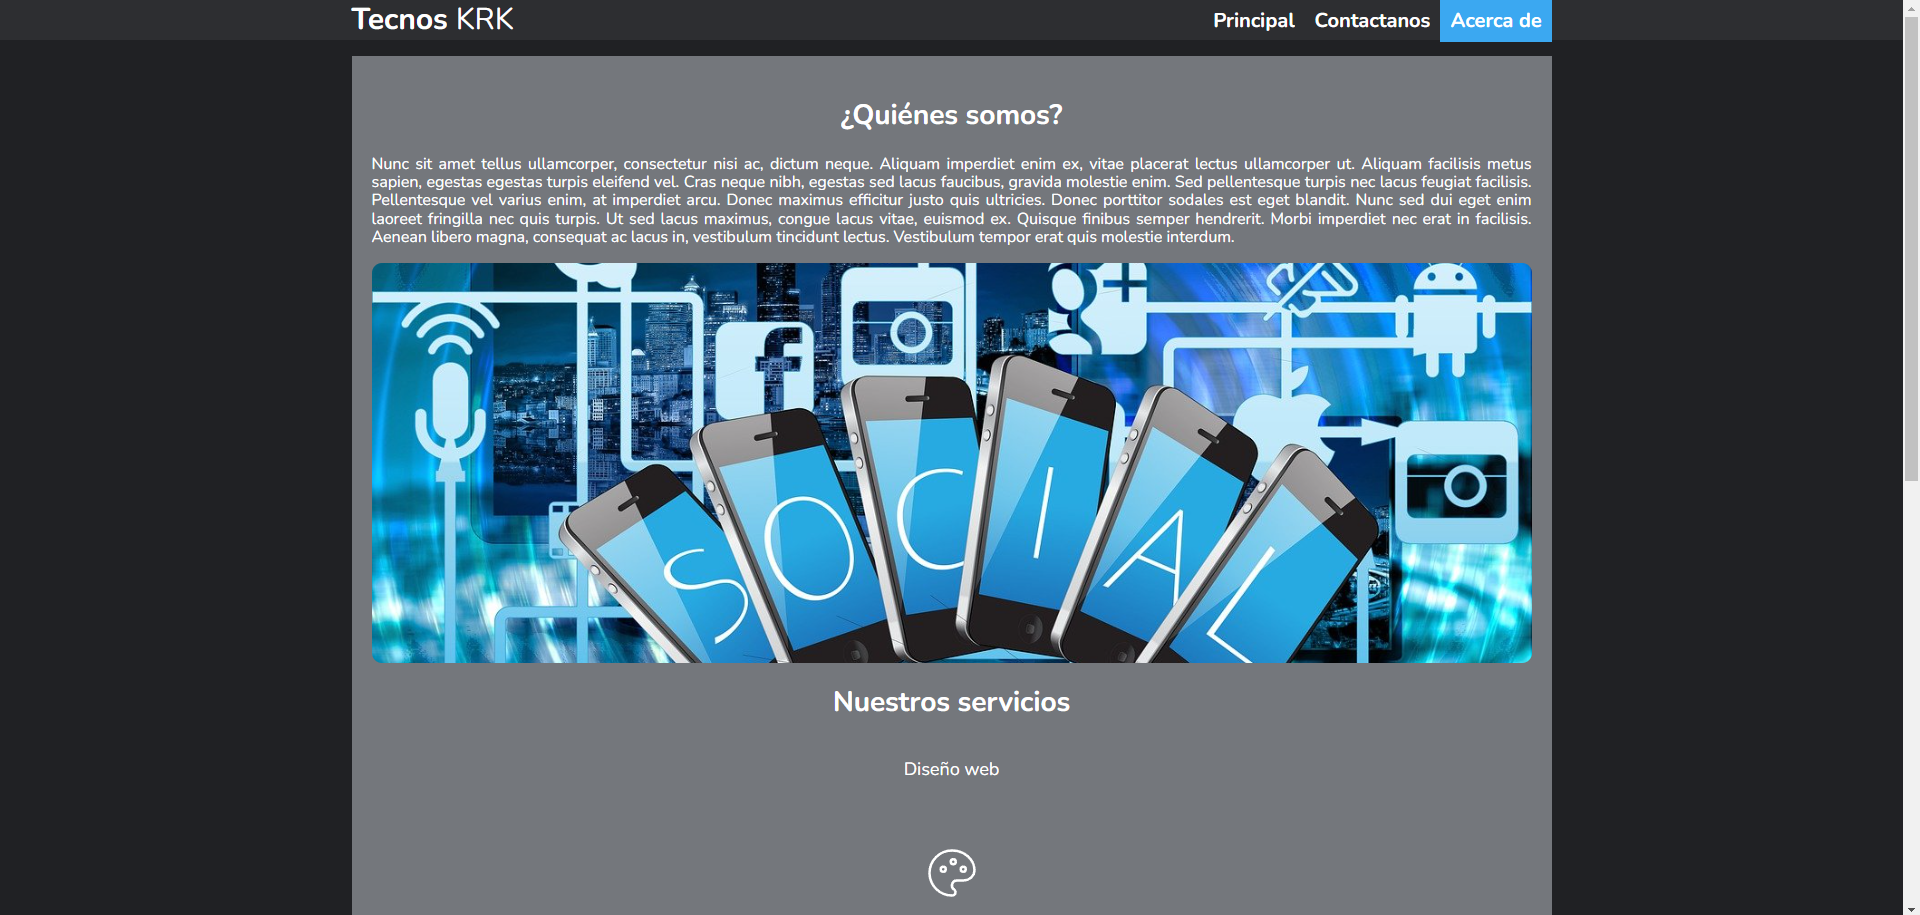 Tecnos KRK
Principal Contactanos Acerca de
¿Quiénes somos?
Nunc sit amet tellus ullamcorper, consectetur nisi ac, dictum neque. Aliquam imperdiet enim ex, vitae placerat lectus ullamcorper ut. Aliquam facilisis metus
sapien, egestas egestas turpis eleifend vel. Cras neque nibh, egestas sed lacus faucibus, gravida molestie enim. Sed pellentesque turpis nec lacus feugiat facilisis.
Pellentesque vel varius enim, at imperdiet arcu. Donec maximus efficitur justo quis ultricies. Donec porttitor sodales est eget blandit. Nunc sed dui eget enim
laoreet fringilla nec quis turpis. Ut sed lacus maximus, congue lacus vitae, euismod ex. Quisque finibus semper hendrerit. Morbi imperdiet nec erat in facilisis.
Aenean libero magna, consequat ac lacus in, vestibulum tincidunt lectus. Vestibulum tempor erat quis molestie interdum.
SOCIAL
Nuestros servicios
Diseño web